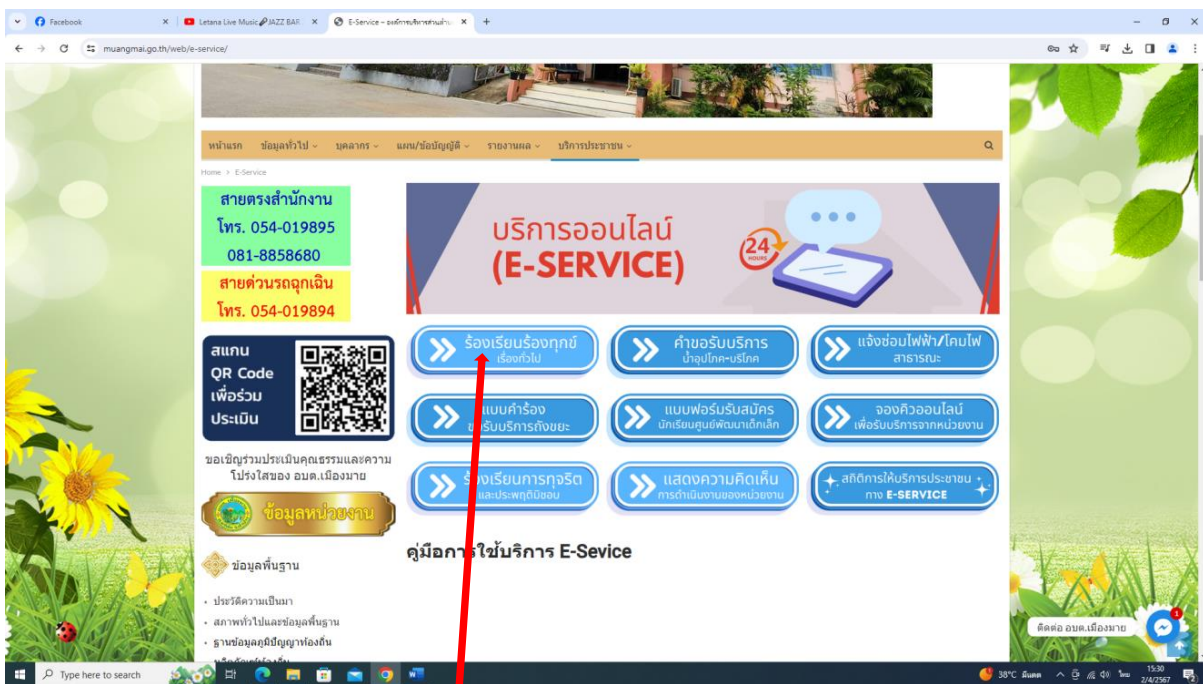 Facebook
Letana Live Music🎤JAZZ BAR
E-Service – องค์การบริหารส่วนตำบ
muangmai.go.th/web/e-service/
หน้าแรก ข้อมูลทั่วไป บุคลากร แผน/ข้อบัญญัติ รายงานผล บริการประชาชน
Home > E-Service
สายตรงสำนักงาน
โทร. 054-019895
081-8858680
สายด่วนรถฉุกเฉิน
โทร. 054-019894
บริการออนไลน์
(E-SERVICE)
24
HOURS
สแกน
QR Code
เพื่อร่วม
ประเมิน
ร้องเรียนร้องทุกข์
เรื่องทั่วไป
คำขอรับบริการ
น้ำอุปโภค-บริโภค
แจ้งซ่อมไฟฟ้า/โคมไฟ
สาธารณะ
แบบคำร้อง
ขอรับบริการถังขยะ
แบบฟอร์มรับสมัคร
นักเรียนศูนย์พัฒนาเด็กเล็ก
จองคิวออนไลน์
เพื่อรับบริการจากหน่วยงาน
ขอเชิญร่วมประเมินคุณธรรมและความ
โปร่งใสของ อบต.เมืองมาย
ร้องเรียนการทุจริต
และประพฤติมิชอบ
แสดงความคิดเห็น
การดำเนินงานของหน่วยงาน
สถิติการให้บริการประชาชน
ทาง E-SERVICE
ข้อมูลหน่วยงาน
คู่มือการใช้บริการ E-Sevice
ข้อมูลพื้นฐาน
ประวัติความเป็นมา
สภาพทั่วไปและข้อมูลพื้นฐาน
ฐานข้อมูลภูมิปัญญาท้องถิ่น
ติดต่อ อบต.เมืองมาย
1
Type here to search
38°C มีแดด
ไทย
15:30
2/4/2567
2